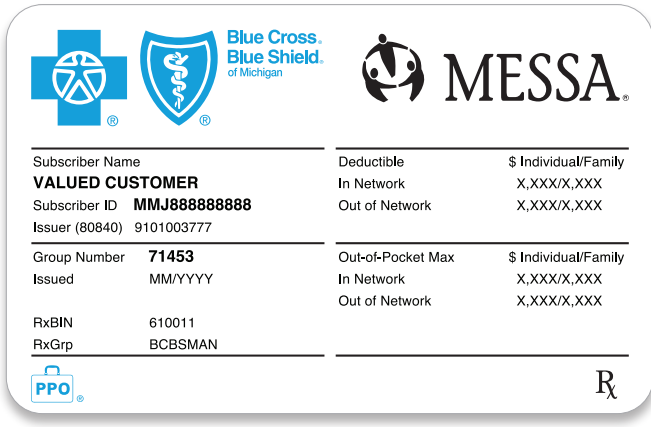 Blue Cross
Blue Shield®
of Michigan
®
®
MESSA®
Subscriber Name
VALUED CUSTOMER
Subscriber ID MMJ888888888
Issuer (80840) 9101003777
Group Number 71453
Issued MM/YYYY
RxBIN 610011
RxGrp BCBSMAN
Deductible $ Individual/Family
In Network X,XXX/X,XXX
Out of Network X,XXX/X,XXX
Out-of-Pocket Max $ Individual/Family
In Network X,XXX/X,XXX
Out of Network X,XXX/X,XXX
PPO®
Rx